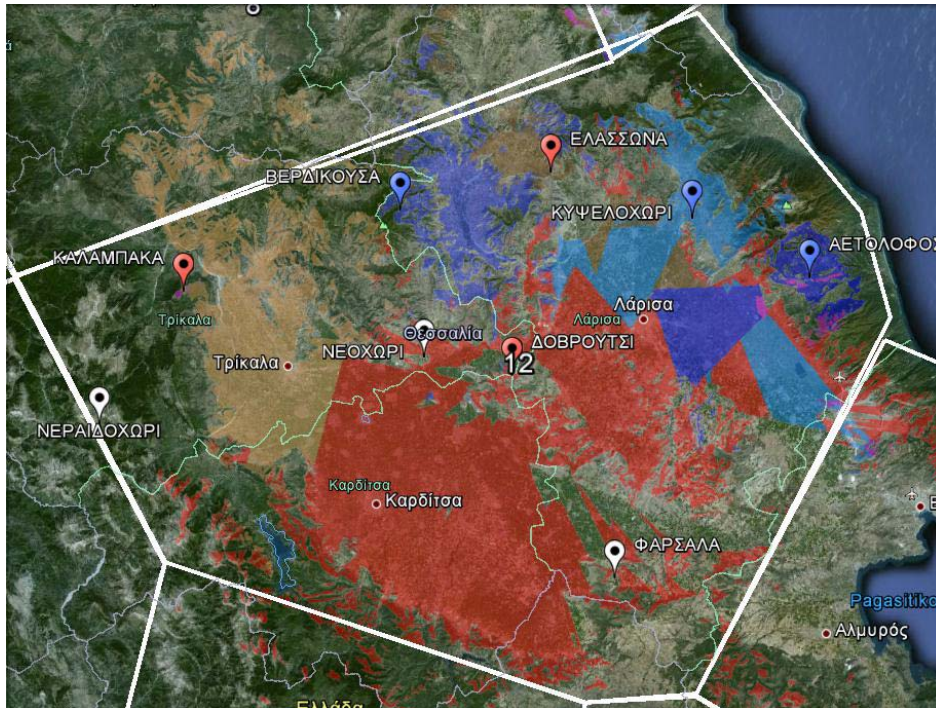 ΕΛΑΣΣΩΝΑ
ΒΕΡΔΙΚΟΥΣΑ
ΚΥΨΕΛΟΧΩΡΙ
ΑΕΤΟΛΟΦΟΣ
ΚΑΛΑΜΠΑΚΑ
Λάρισα
Τρίκαλα
Λάρισα
Θεσσαλία
ΔΟΒΡΟΥΤΣΙ
ΝΕΟΧΩΡΙ
12
Τρίκαλα
ΝΕΡΑΙΔΟΧΩΡΙ
Καρδίτσα
Καρδίτσα
ΦΑΡΣΑΛΑ
Pagasitiko
Αλμυρός
Ελλάδα